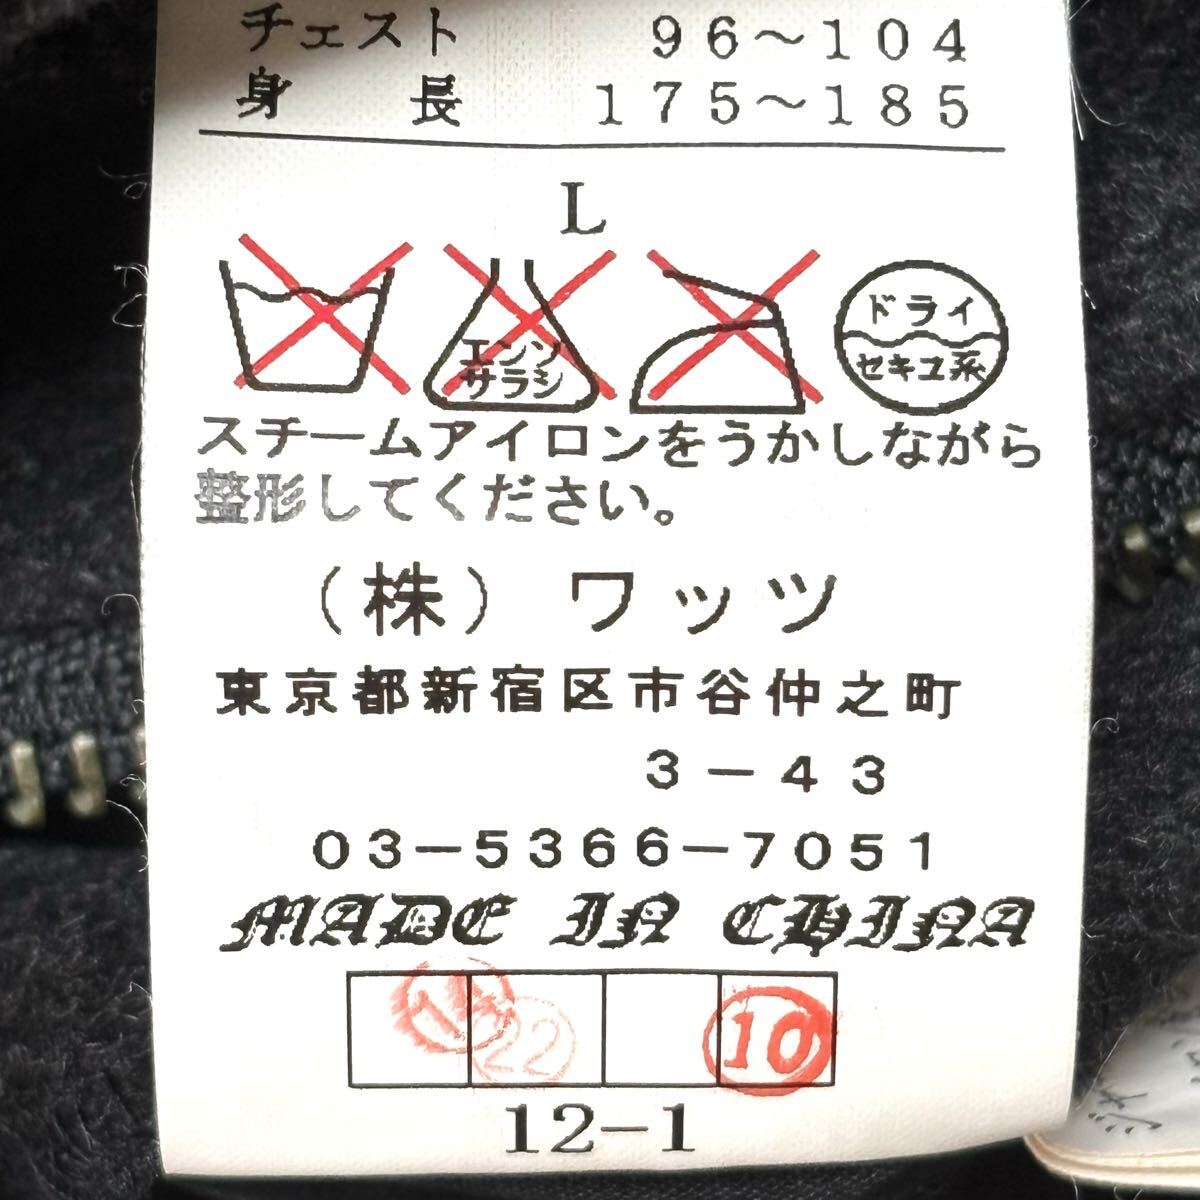 チェスト 96～104
身長 175～185
L
エンソ
サラシ
ドライ
セキユ系
スチームアイロンをうかしながら
整形してください。
（株）ワッツ
東京都新宿区市谷仲之町
3－43
03－5366－7051
MADE IN CHINA
22
10
12－1